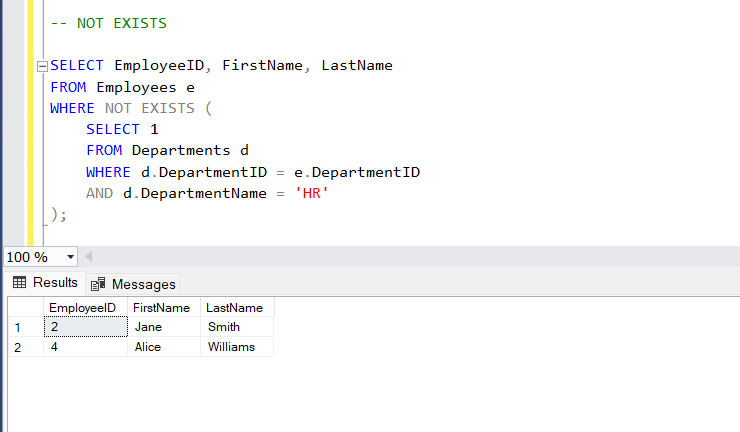 -- NOT EXISTS
SELECT EmployeeID, FirstName, LastName
FROM Employees e
WHERE NOT EXISTS (
SELECT 1
FROM Departments d
WHERE d.DepartmentID = e.DepartmentID
AND d.DepartmentName = 'HR'
);
100 %
Results Messages
EmployeeID FirstName LastName
1 2 Jane Smith
2 4 Alice Williams